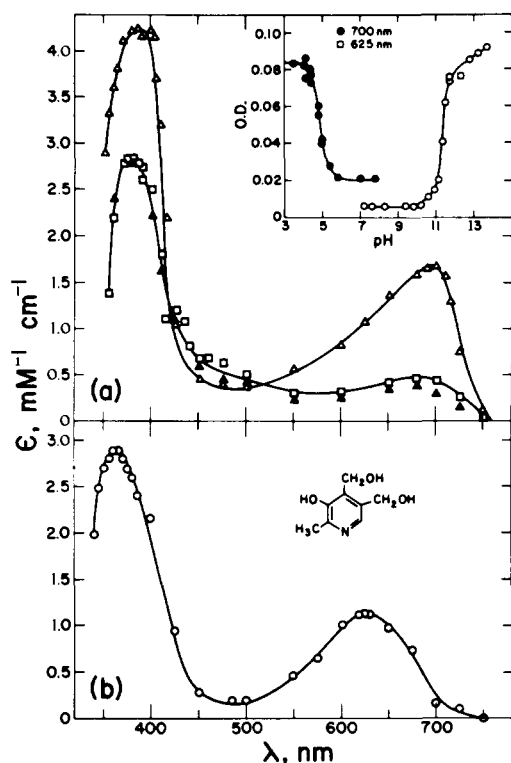 4.0
3.5
3.0
2.5
2.0
1.5
1.0
0.5
0
(a)
● 700 nm
□ 625 nm
O.D.
0.10
0.08
0.06
0.04
0.02
0
3 5 7 9 11 13
pH
ϵ, mM⁻¹ cm⁻¹
3.0
2.5
2.0
1.5
1.0
0.5
0
(b)
CH₂OH
HO
CH₂OH
H₃C
N
400 500 600 700
λ, nm